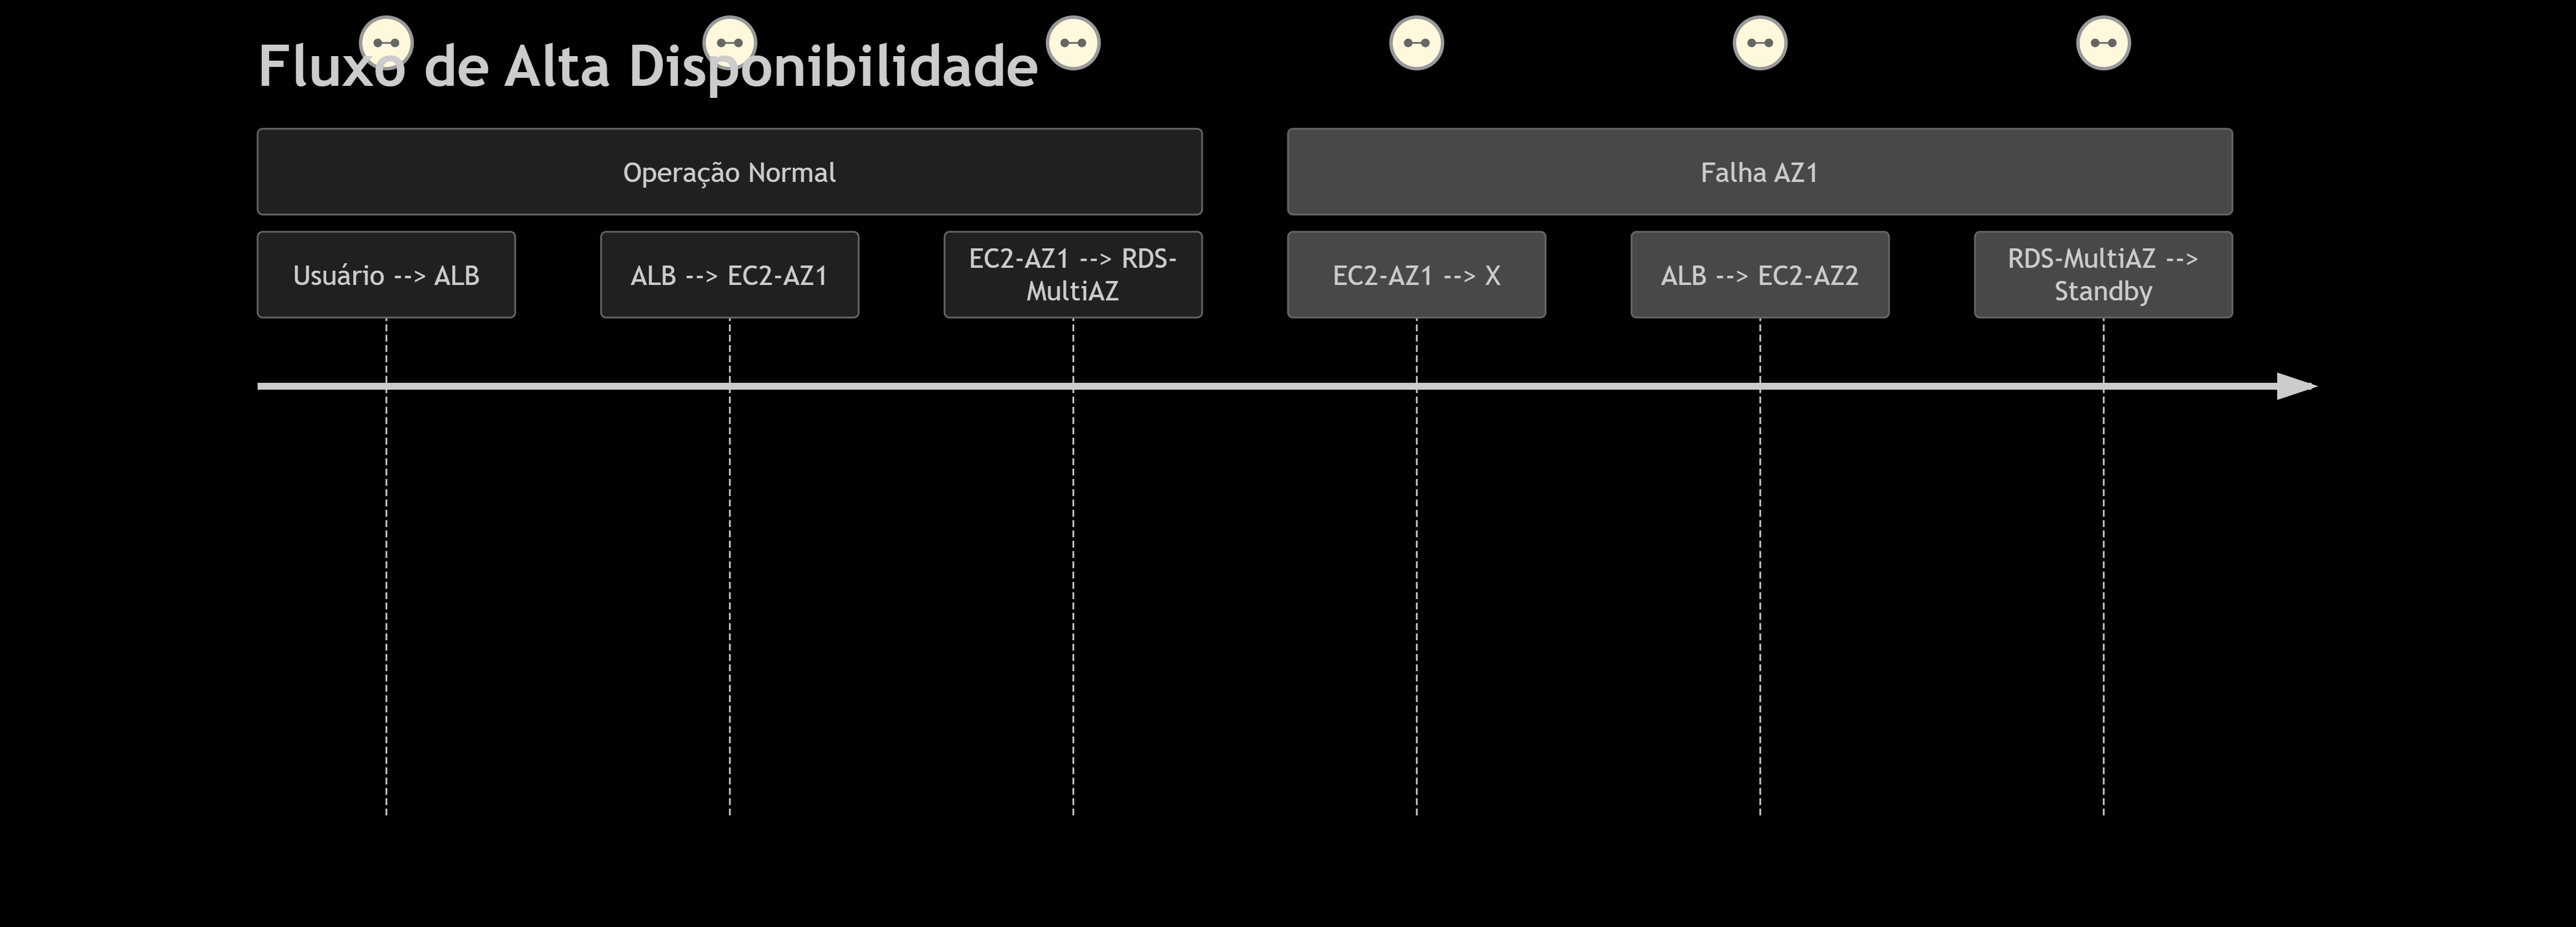 Fluxo de Alta Disponibilidade
Operação Normal
Falha AZ1
Usuário --> ALB
ALB --> EC2-AZ1
EC2-AZ1 --> RDS-
MultiAZ
EC2-AZ1 --> X
ALB --> EC2-AZ2
RDS-MultiAZ -->
Standby